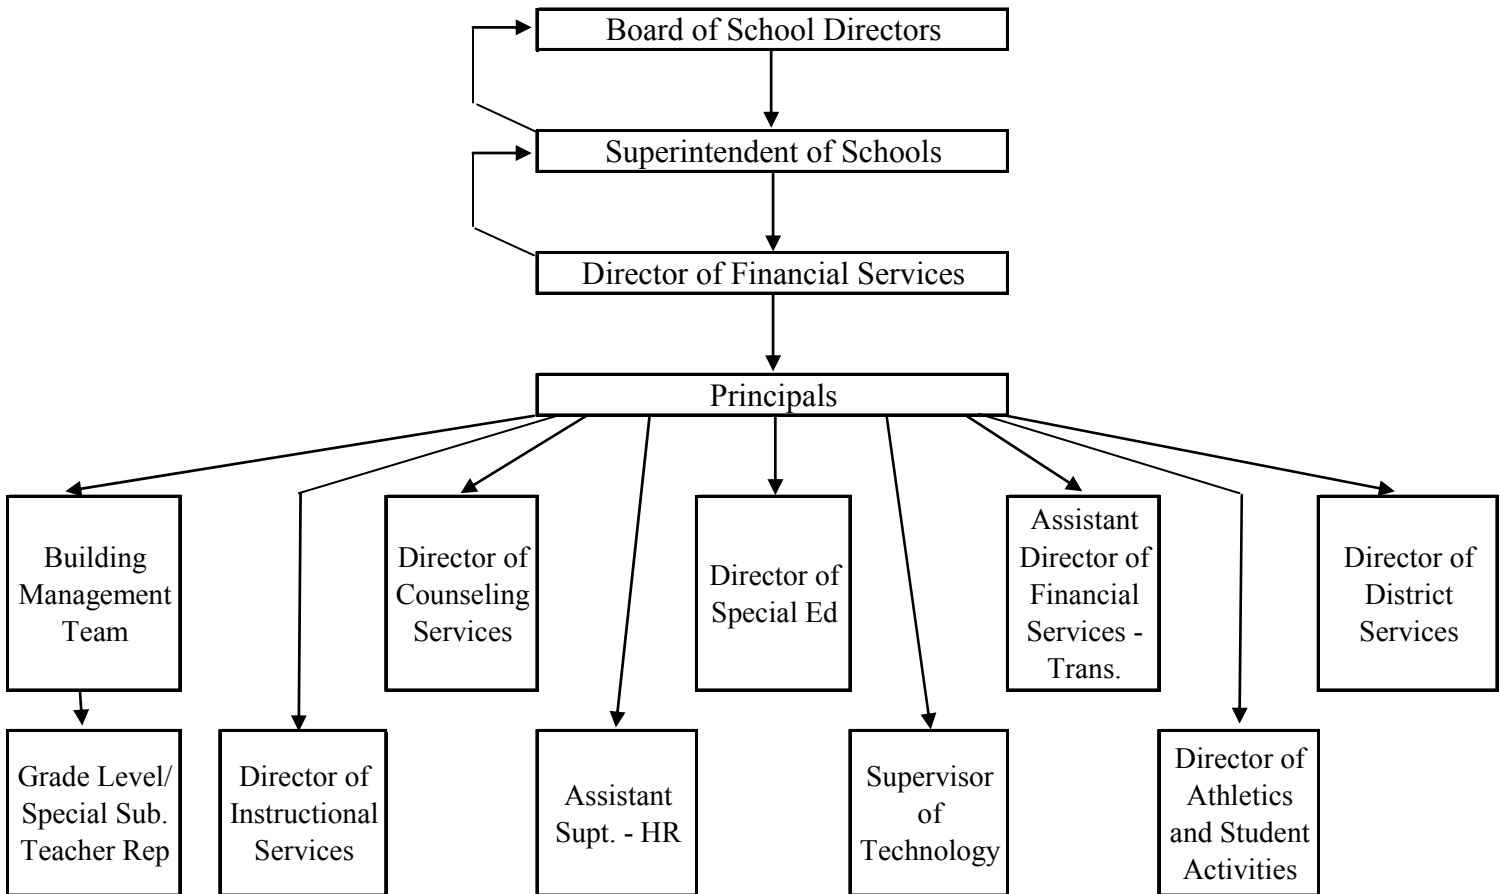 Board of School Directors
Superintendent of Schools
Director of Financial Services
Principals
Building
Management
Team
Director of
Counseling
Services
Director of
Special Ed
Assistant
Director of
Financial
Services -
Trans.
Director of
District
Services
Grade Level/
Special Sub.
Teacher Rep
Director of
Instructional
Services
Assistant
Supt. - HR
Supervisor
of
Technology
Director of
Athletics
and Student
Activities